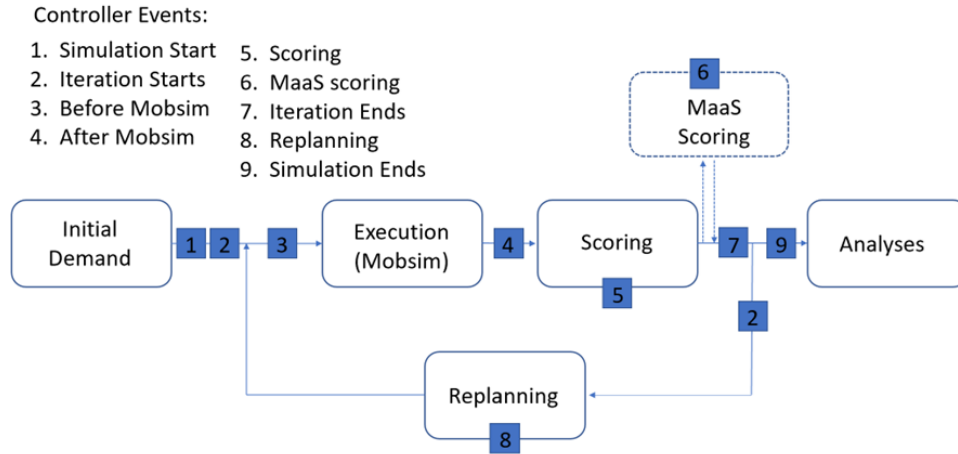 Controller Events:
1. Simulation Start
2. Iteration Starts
3. Before Mobsim
4. After Mobsim
5. Scoring
6. MaaS scoring
7. Iteration Ends
8. Replanning
9. Simulation Ends
6
MaaS
Scoring
Initial
Demand
1
2
3
Execution
(Mobsim)
4
Scoring
5
7
9
Analyses
2
Replanning
8